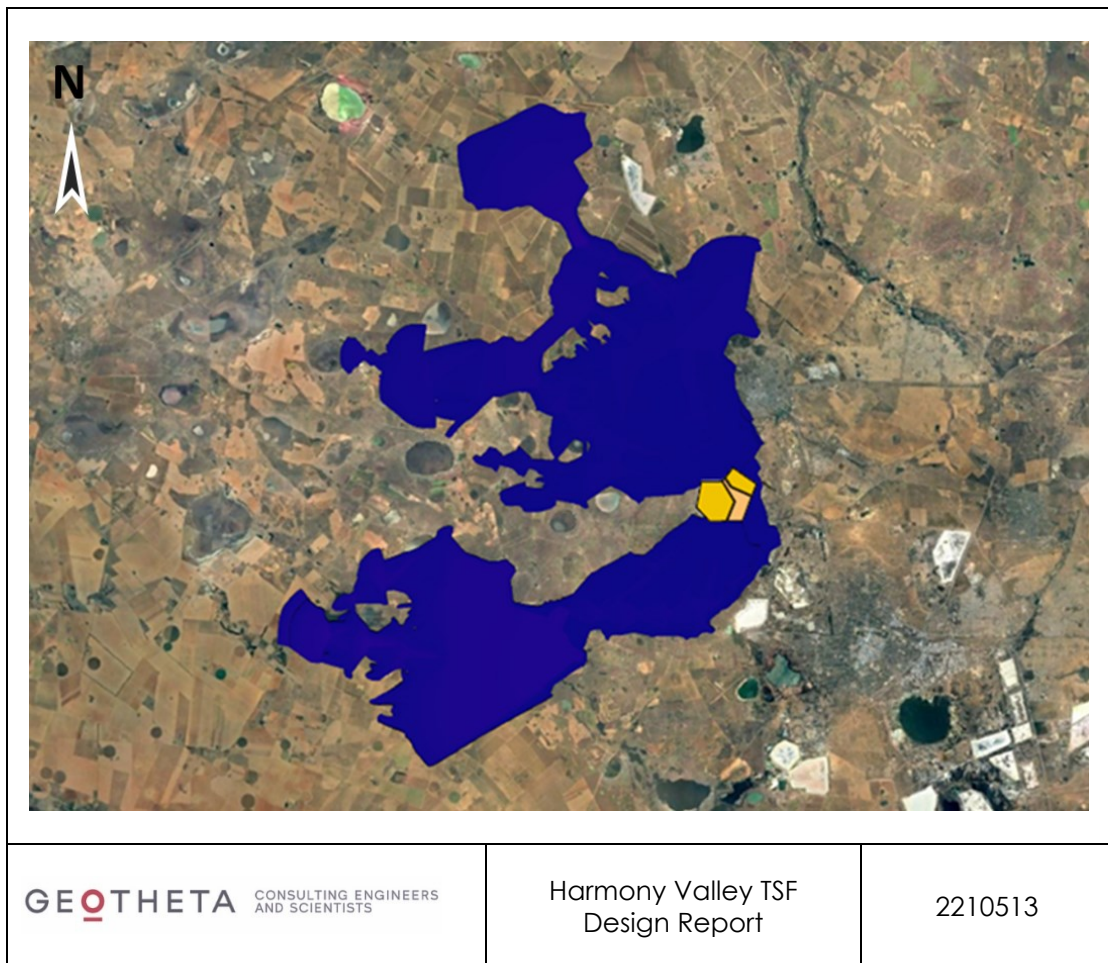 N
GEOTHETA
CONSULTING ENGINEERS
AND SCIENTISTS
Harmony Valley TSF
Design Report
2210513